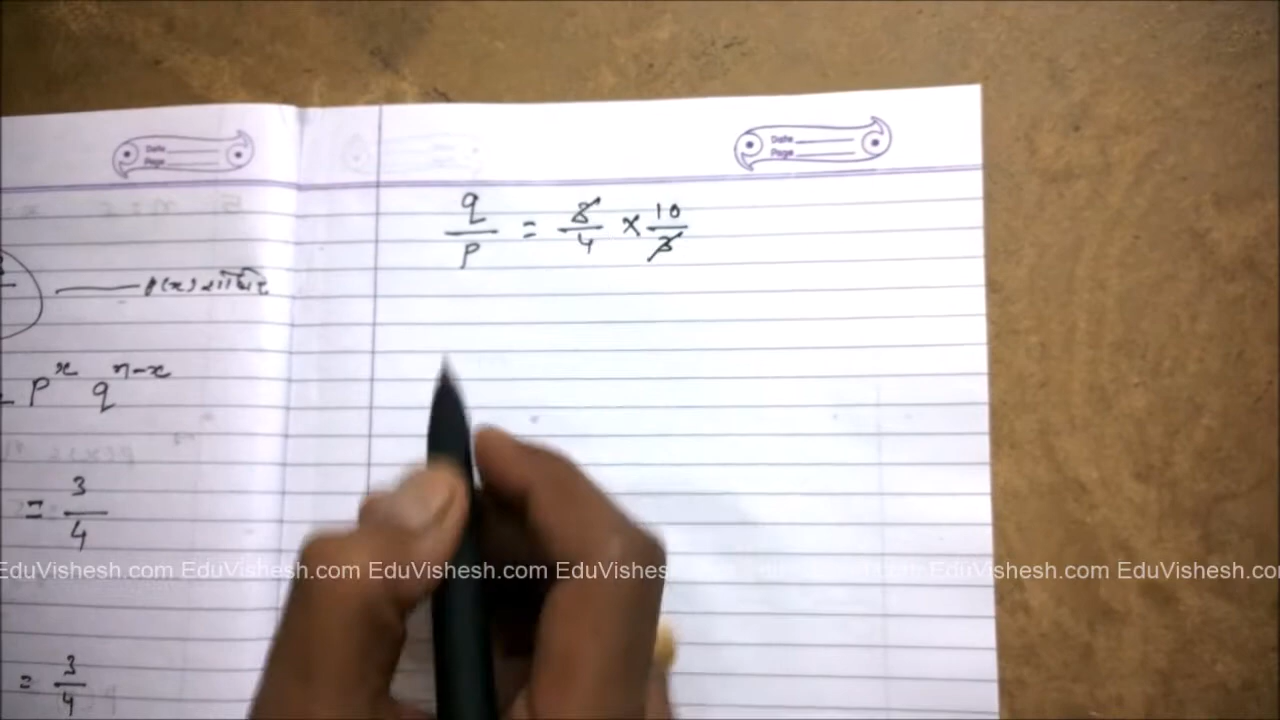 Date
Page
Date
Page
q/p = 3/4 × 10/3
p(x)
p^x q^(n-x)
= 3/4
EduVishesh.com EduVishesh.com EduVishesh.com EduVishes EduVishesh.com EduVishesh.com
= 3/4